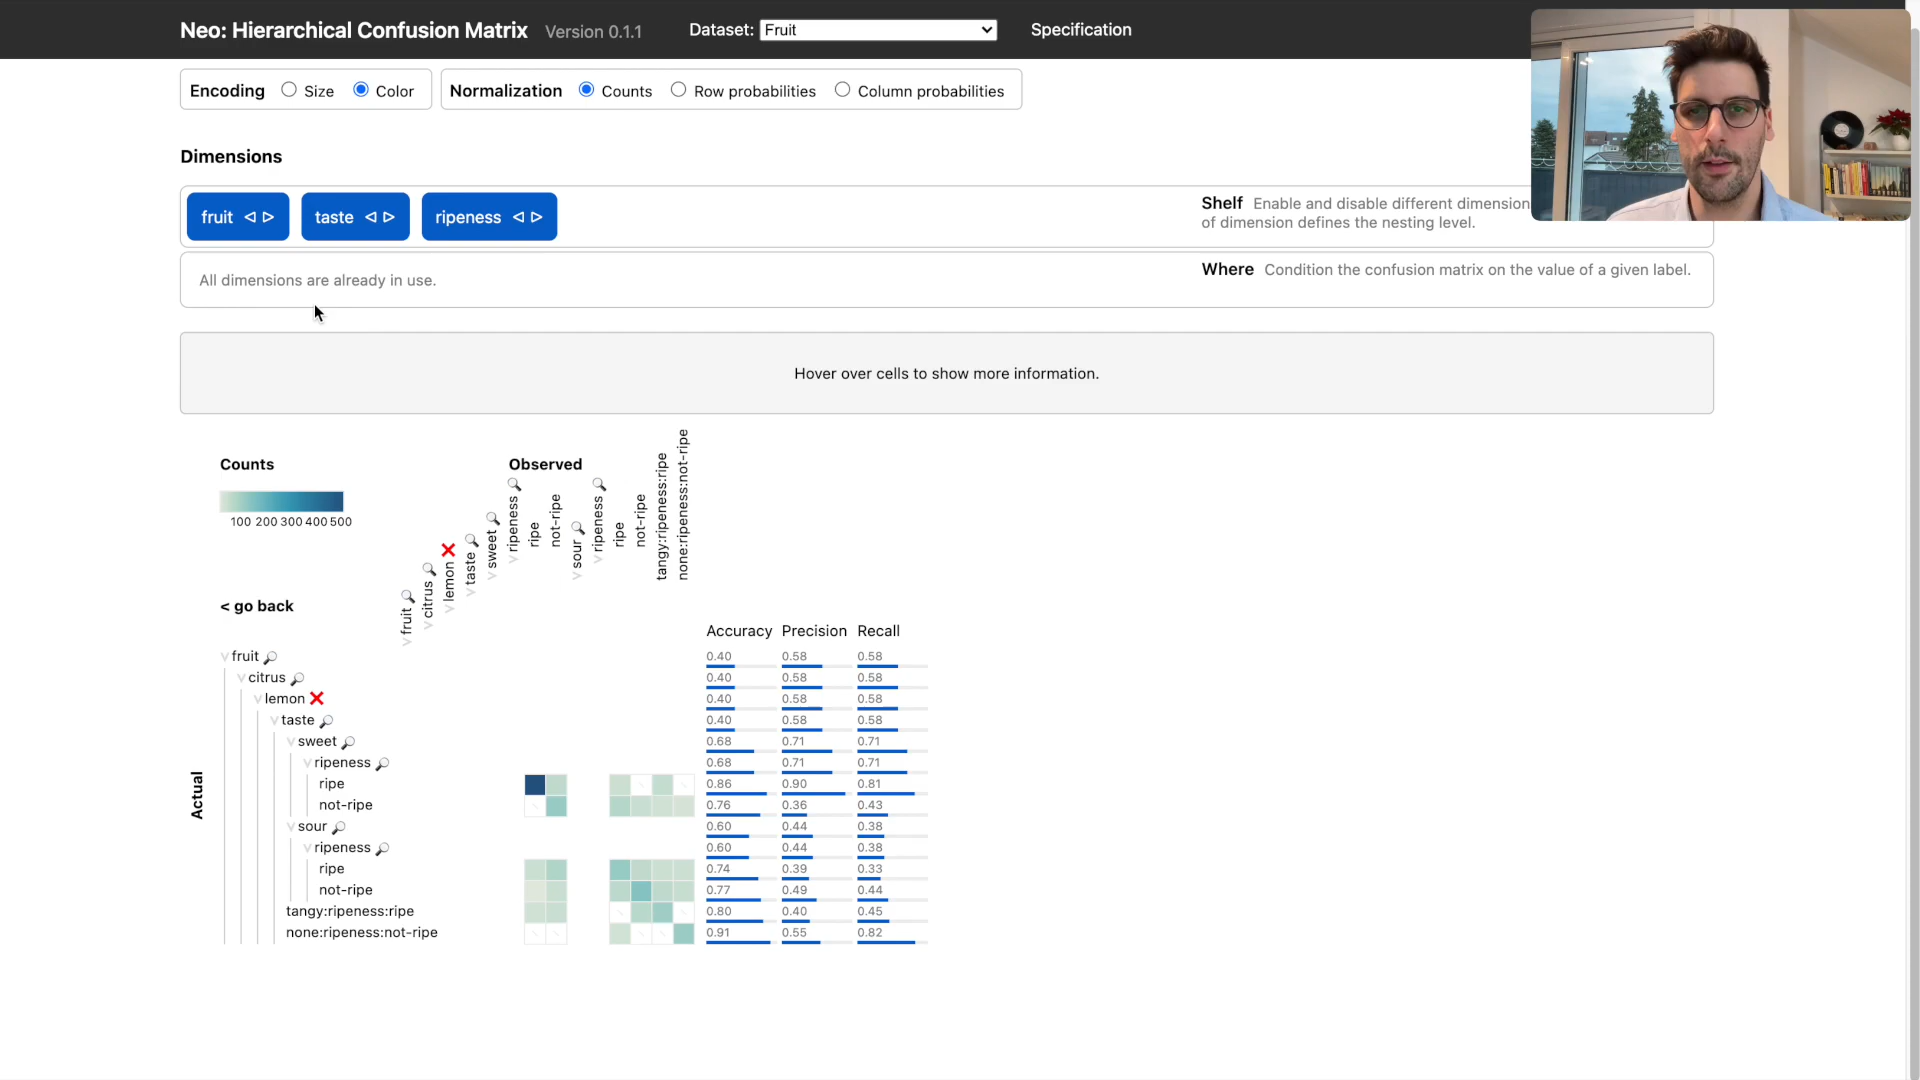 Neo: Hierarchical Confusion Matrix Version 0.1.1 Dataset: Fruit Specification
Encoding Size Color Normalization Counts Row probabilities Column probabilities
Dimensions
fruit taste ripeness
Shelf Enable and disable different dimension
of dimension defines the nesting level.
All dimensions are already in use.
Where Condition the confusion matrix on the value of a given label.
Hover over cells to show more information.
Counts
100 200 300 400 500
Observed
fruit
citrus
lemon
taste
sweet
ripeness
ripe
not-ripe
sour
ripeness
ripe
not-ripe
tangy:ripeness:ripe
none:ripeness:not-ripe
< go back
Accuracy Precision Recall
Actual
fruit 0.40 0.58 0.58
citrus 0.40 0.58 0.58
lemon 0.40 0.58 0.58
taste 0.40 0.58 0.58
sweet 0.68 0.71 0.71
ripeness 0.68 0.71 0.71
ripe 0.86 0.90 0.81
not-ripe 0.76 0.36 0.43
sour 0.60 0.44 0.38
ripeness 0.60 0.44 0.38
ripe 0.74 0.39 0.33
not-ripe 0.77 0.49 0.44
tangy:ripeness:ripe 0.80 0.40 0.45
none:ripeness:not-ripe 0.91 0.55 0.82